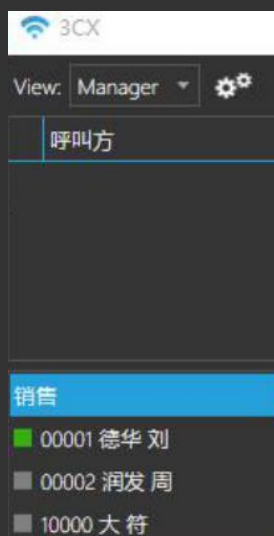 3CX
View: Manager
呼叫方
销售
00001 德华 刘
00002 润发 周
10000 大 符